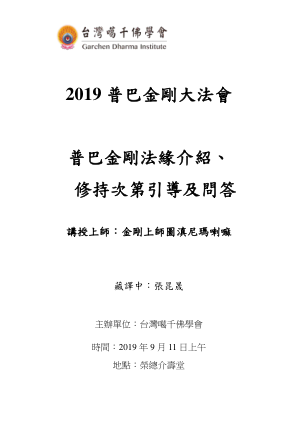 台灣噶千佛學會
Garchen Dharma Institute
2019 普巴金剛大法會
普巴金剛法緣介紹、
修持次第引導及問答
講授上師：金剛上師圖滇尼瑪喇嘛
藏譯中：張昆晟
主辦單位：台灣噶千佛學會
時間：2019 年 9 月 11 日上午
地點：榮總介壽堂